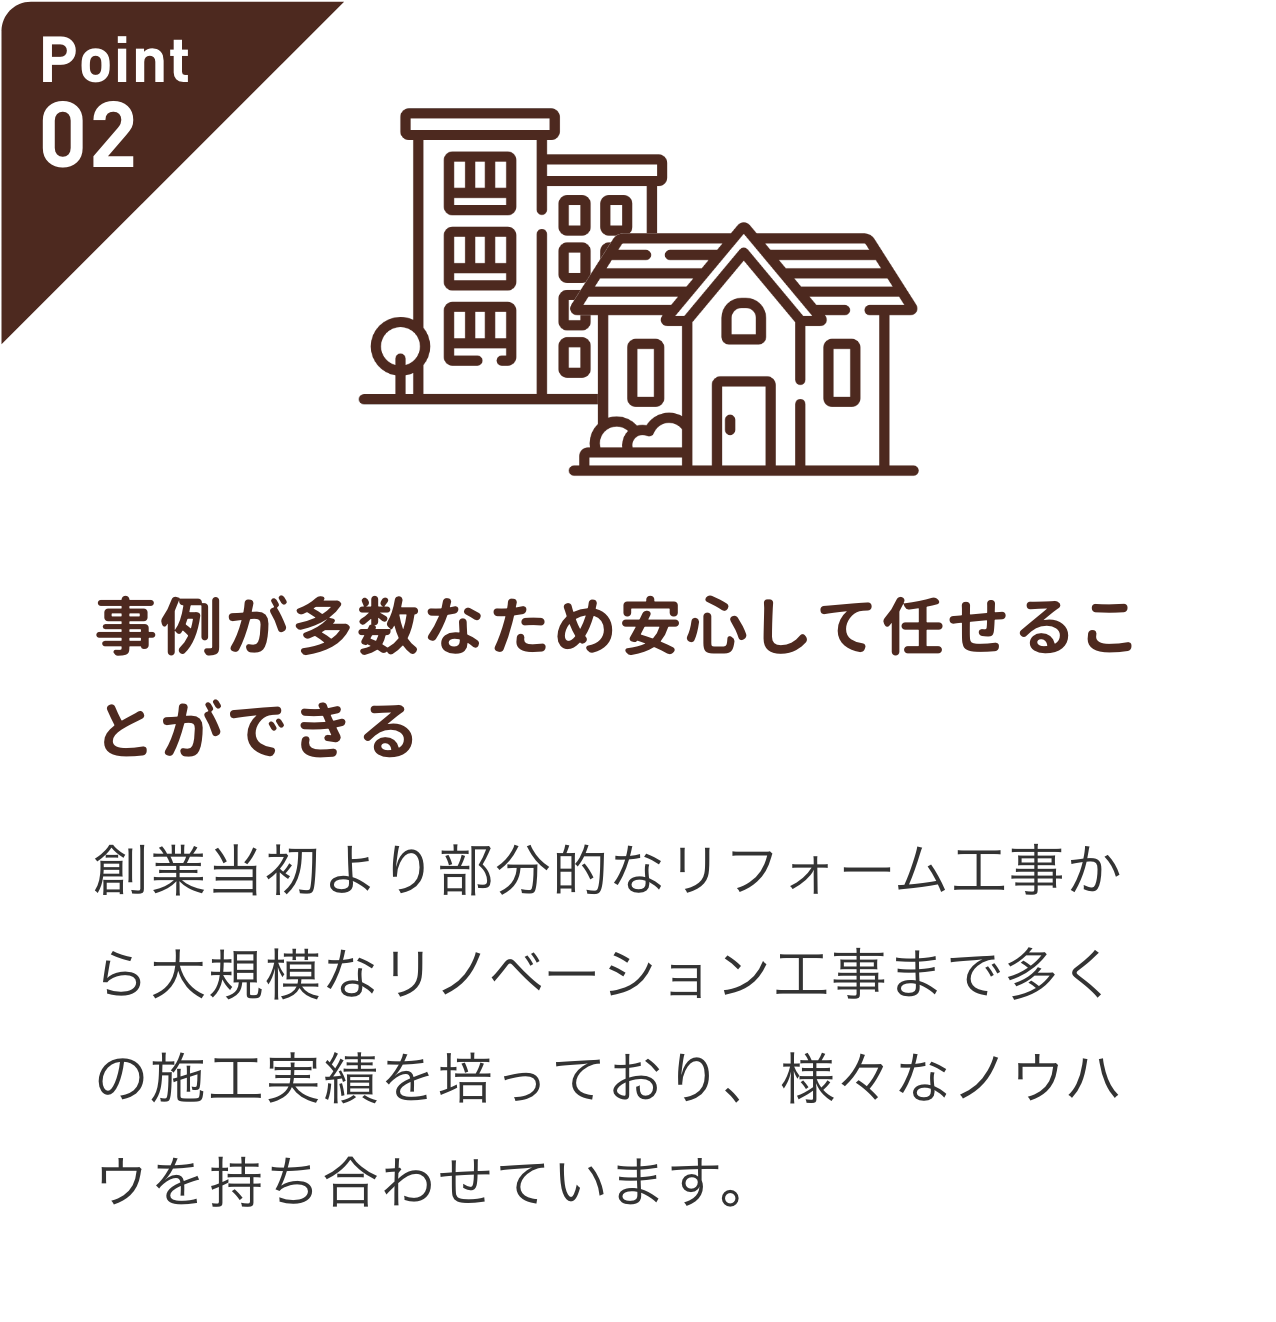 Point
02
事例が多数なため安心して任せるこ
とができる
創業当初より部分的なリフォーム工事か
ら大規模なリノベーション工事まで多く
の施工実績を培っており、様々なノウハ
ウを持ち合わせています。